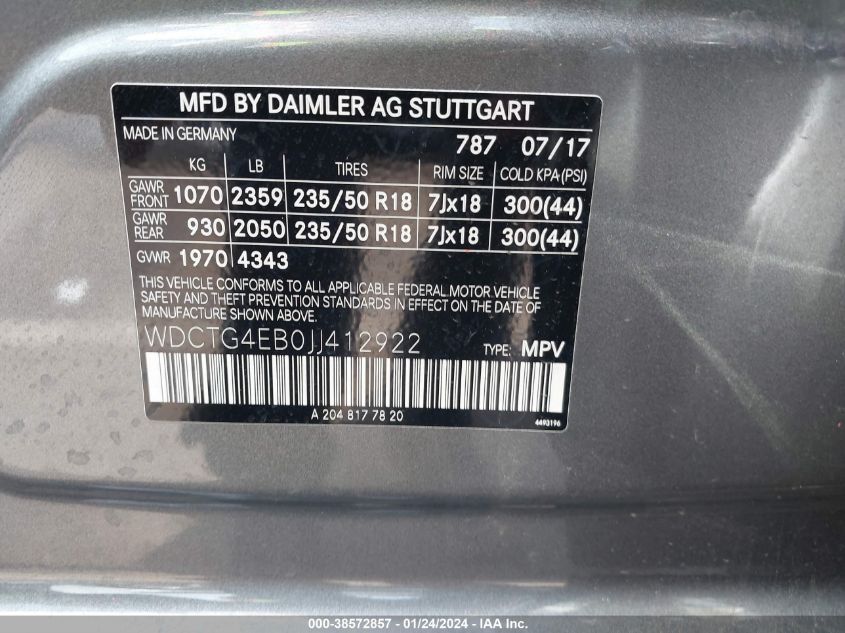 MFD BY DAIMLER AG STUTTGART
MADE IN GERMANY 787 07/17
KG LB TIRES RIM SIZE COLD KPA(PSI)
GAWR FRONT 1070 2359 235/50 R18 7Jx18 300(44)
GAWR REAR 930 2050 235/50 R18 7Jx18 300(44)
GVWR 1970 4343
THIS VEHICLE CONFORMS TO ALL APPLICABLE FEDERAL MOTOR VEHICLE
SAFETY AND THEFT PREVENTION STANDARDS IN EFFECT ON THE DATE OF
MANUFACTURE SHOWN ABOVE.
WDCTG4EB0JJ412922 TYPE: MPV
A 204 817 78 20 4493196
000-38572857 - 01/24/2024 - IAA Inc.